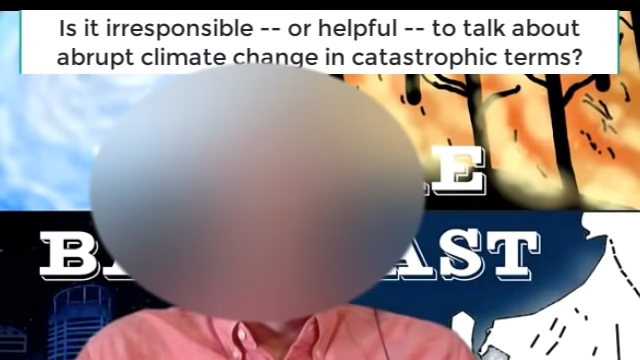 Is it irresponsible -- or helpful -- to talk about
abrupt climate change in catastrophic terms?